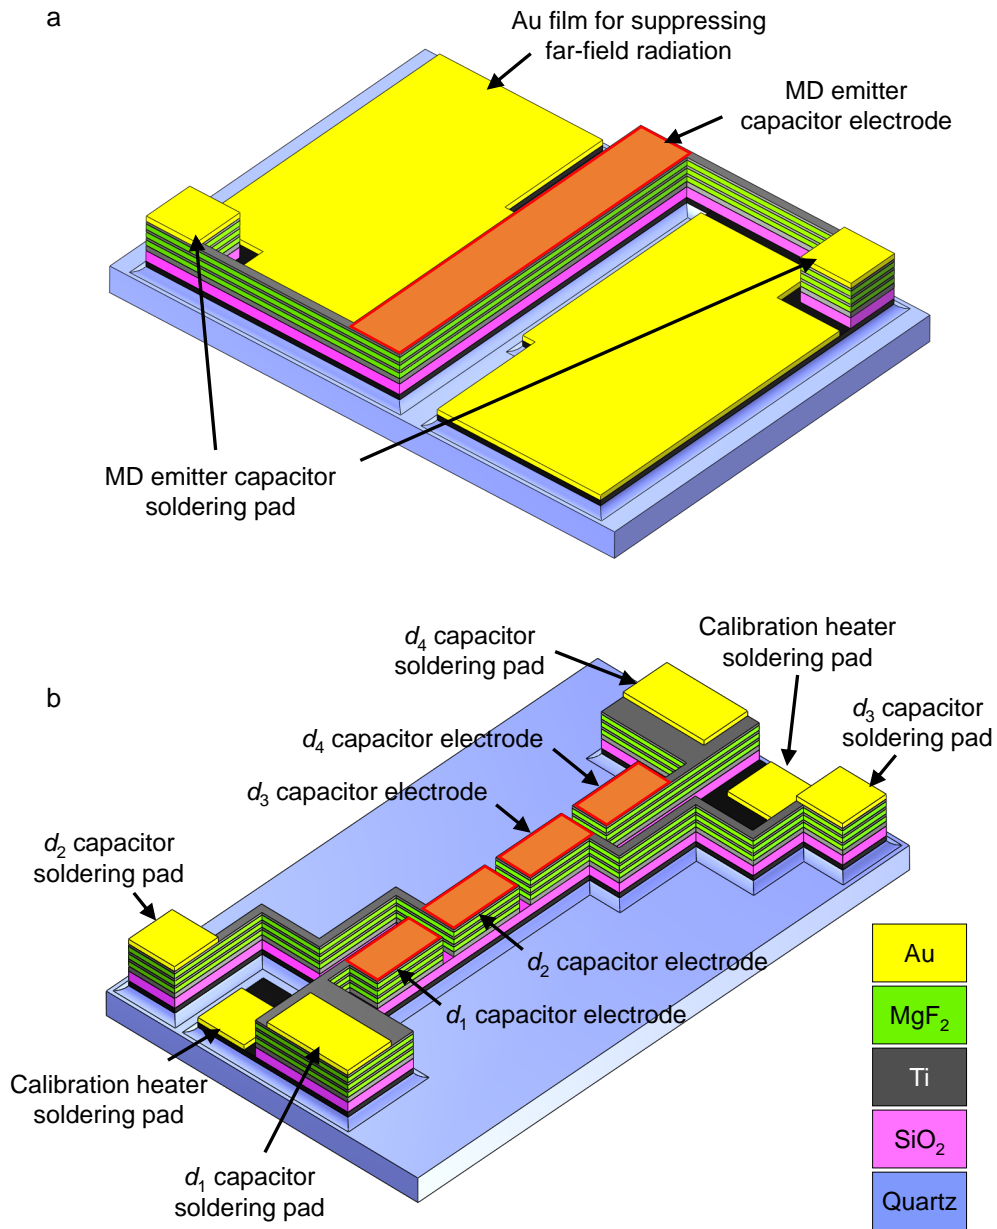 a
Au film for suppressing
far-field radiation
MD emitter
capacitor electrode
MD emitter capacitor
soldering pad
b
d₄ capacitor
soldering pad
Calibration heater
soldering pad
d₃ capacitor
soldering pad
d₄ capacitor electrode
d₃ capacitor electrode
d₂ capacitor
soldering pad
d₂ capacitor electrode
d₁ capacitor electrode
Calibration heater
soldering pad
d₁ capacitor
soldering pad
Au
MgF₂
Ti
SiO₂
Quartz